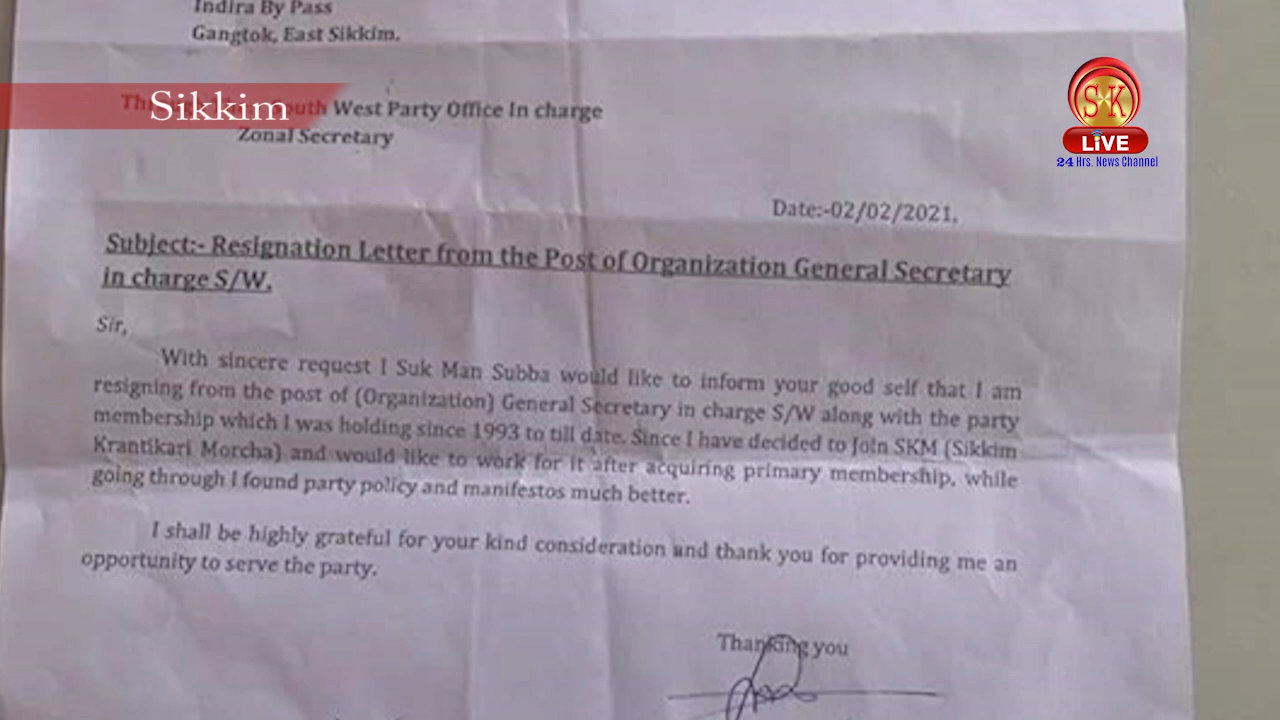 Indira By Pass
Gangtok, East Sikkim.
Sikkim
South West Party Office In charge
Zonal Secretary
S K
LiVE
24 Hrs. News Channel
Date:-02/02/2021.
Subject:- Resignation Letter from the Post of Organization General Secretary
in charge S/W.
Sir,
With sincere request I Suk Man Subba would like to inform your good self that I am
resigning from the post of (Organization) General Secretary in charge S/W along with the party
membership which I was holding since 1993 to till date. Since I have decided to Join SKM (Sikkim
Krantikari Morcha) and would like to work for it after acquiring primary membership, while
going through I found party policy and manifestos much better.
I shall be highly grateful for your kind consideration and thank you for providing me an
opportunity to serve the party.
Thanking you